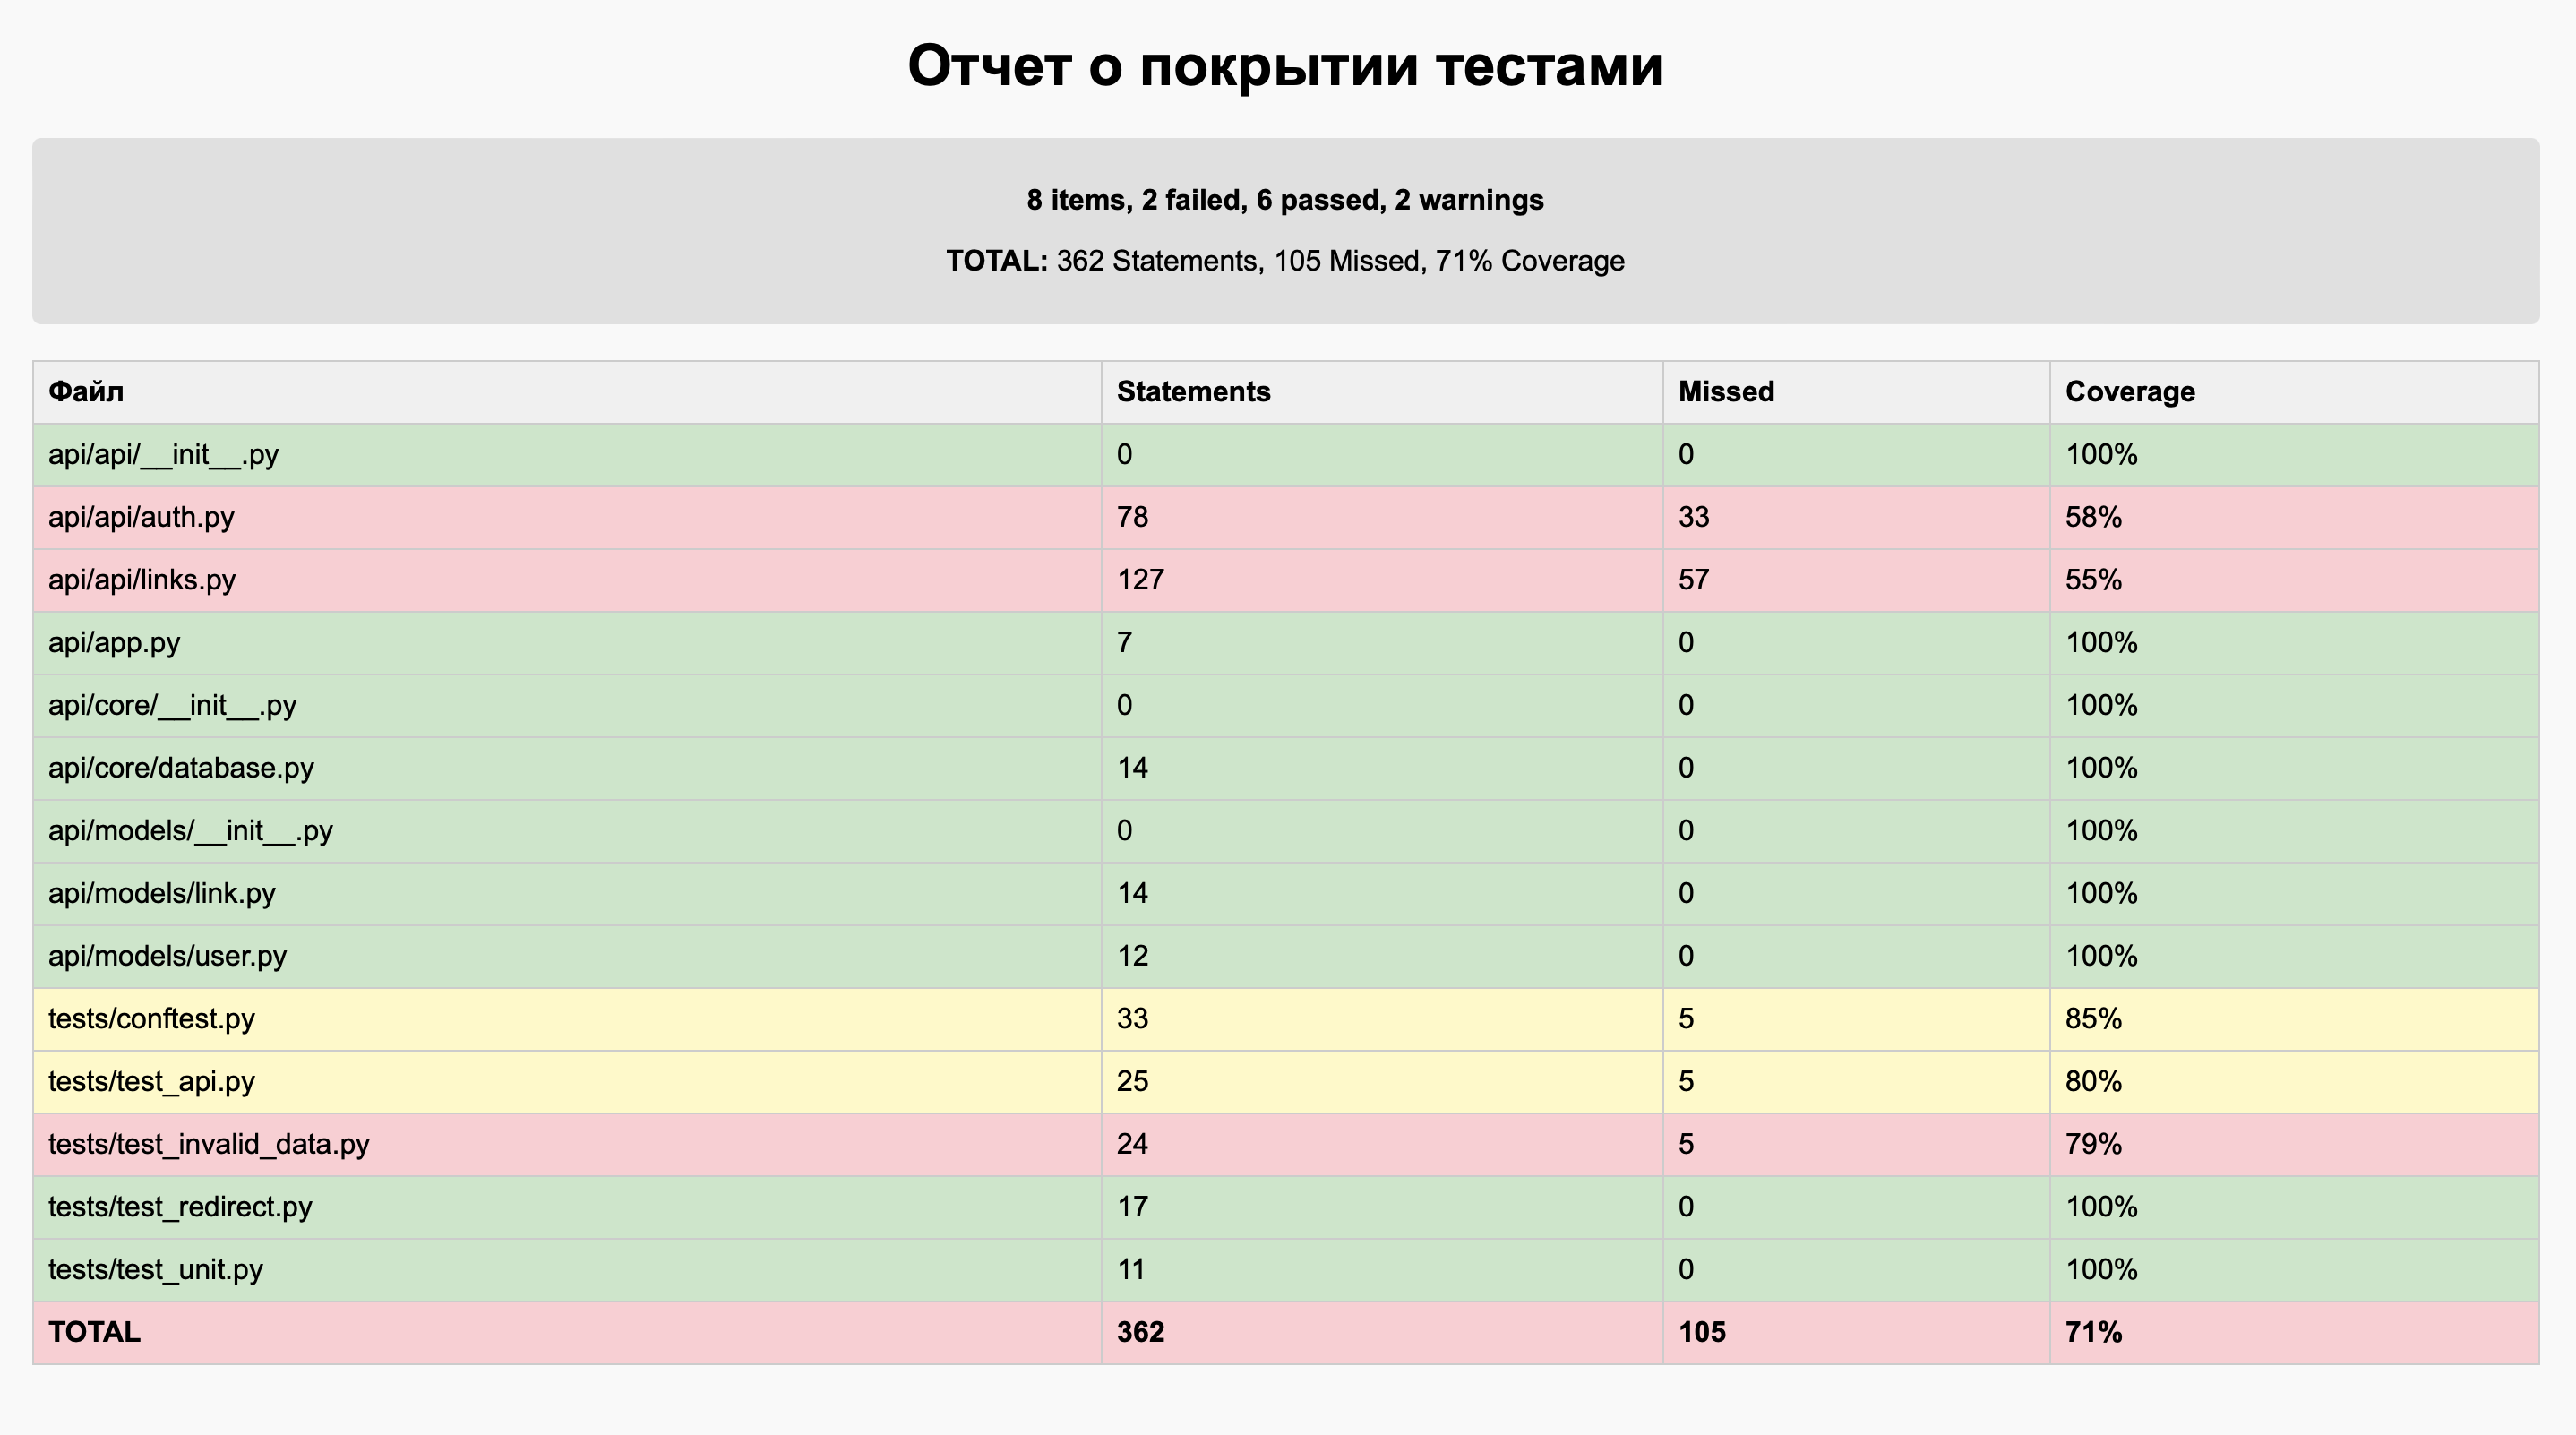 Отчет о покрытии тестами
8 items, 2 failed, 6 passed, 2 warnings
TOTAL: 362 Statements, 105 Missed, 71% Coverage
Файл Statements Missed Coverage
api/api/__init__.py 0 0 100%
api/api/auth.py 78 33 58%
api/api/links.py 127 57 55%
api/app.py 7 0 100%
api/core/__init__.py 0 0 100%
api/core/database.py 14 0 100%
api/models/__init__.py 0 0 100%
api/models/link.py 14 0 100%
api/models/user.py 12 0 100%
tests/conftest.py 33 5 85%
tests/test_api.py 25 5 80%
tests/test_invalid_data.py 24 5 79%
tests/test_redirect.py 17 0 100%
tests/test_unit.py 11 0 100%
TOTAL 362 105 71%